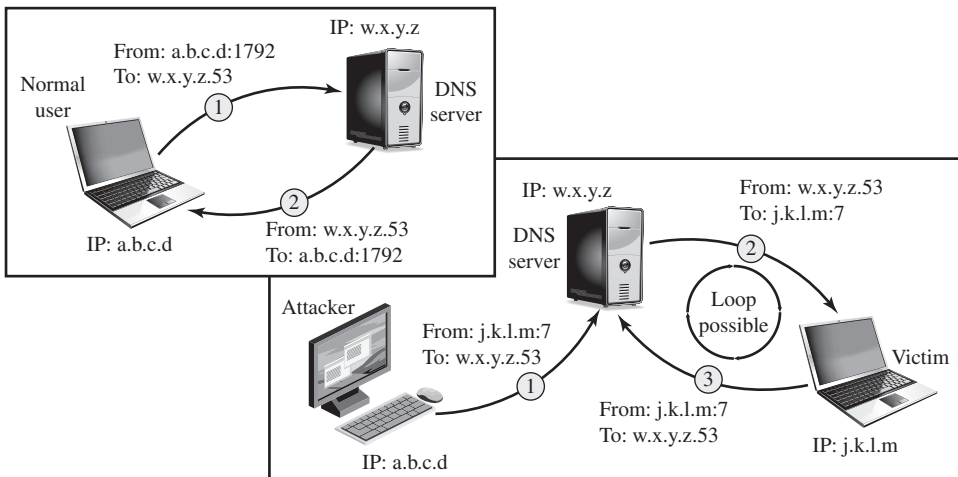 IP: w.x.y.z
From: a.b.c.d:1792
To: w.x.y.z.53
Normal
user
1
DNS
server
2
From: w.x.y.z.53
To: a.b.c.d:1792
IP: a.b.c.d
IP: w.x.y.z
DNS
server
From: w.x.y.z.53
To: j.k.l.m:7
2
Loop
possible
Attacker
From: j.k.l.m:7
To: w.x.y.z.53
1
Victim
3
From: j.k.l.m:7
To: w.x.y.z.53
IP: a.b.c.d
IP: j.k.l.m